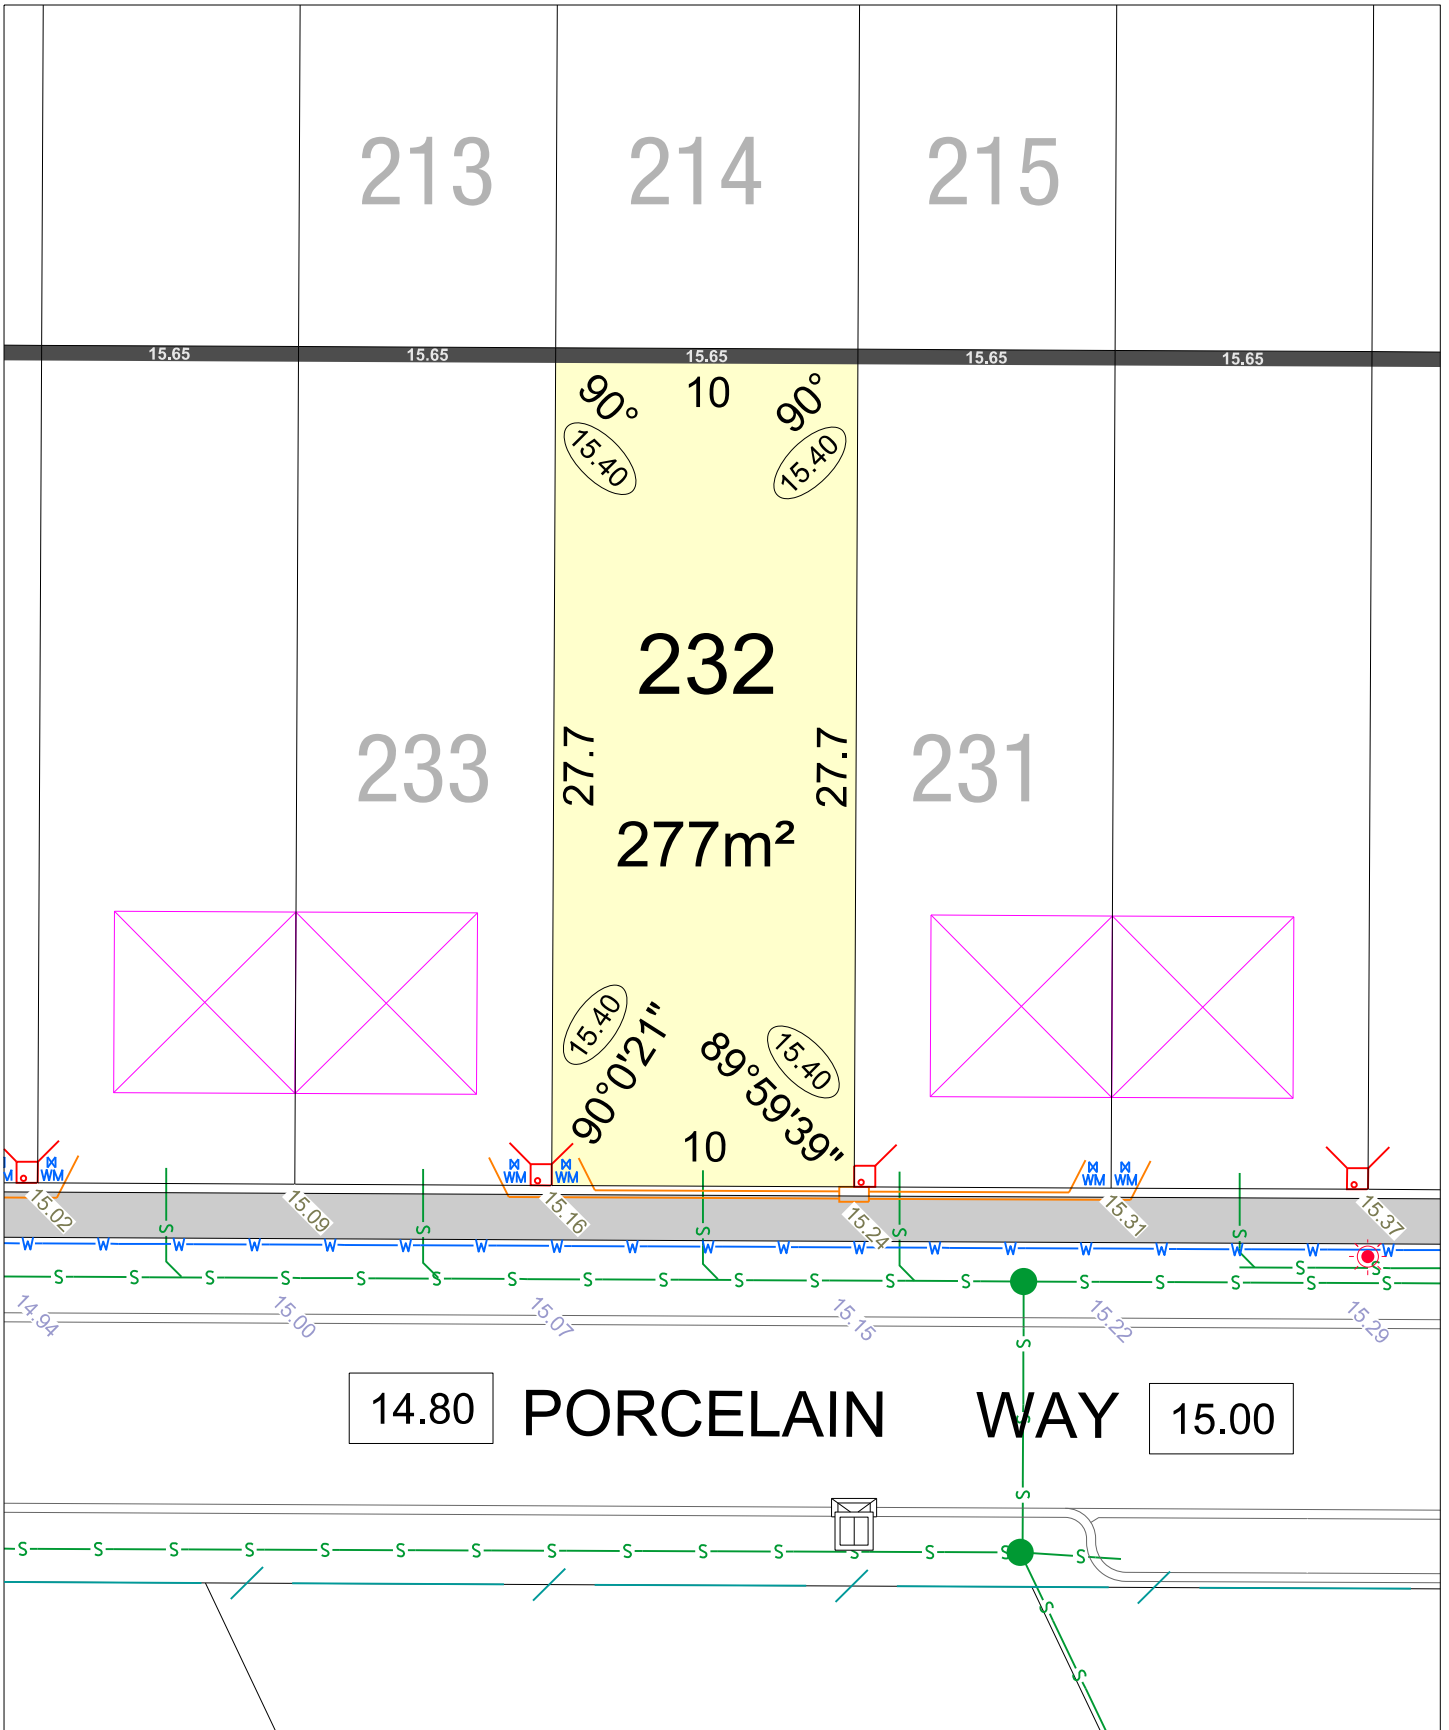 213
214
215
15.65
15.65
15.65
15.65
15.65
90°
10
90°
15.40
15.40
232
233
27.7
27.7
231
277m²
15.40
90°0'21"
89°59'39"
15.40
10
WM
WM
WM
WM
WM
WM
15.02
15.09
15.16
15.24
15.31
15.37
S
S
S
S
S
W W W W W W W W W W W W W W W W W W W
S S S S S S S S S S S S S S S S S S S S
14.94
15.00
15.07
15.15
15.22
15.29
S
14.80
PORCELAIN WAY
15.00
S
S
S S S S S S S S S S S S S S S
S
S